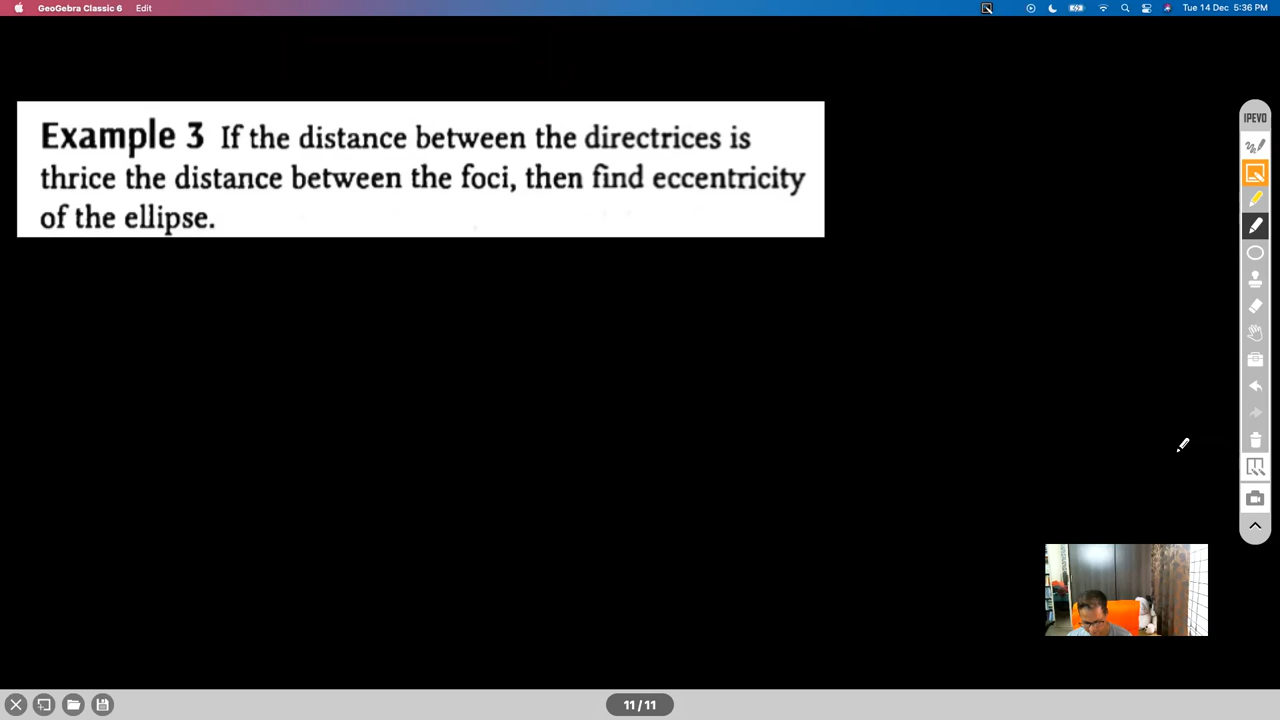 GeoGebra Classic 6 Edit
Tue 14 Dec 5:36 PM
Example 3 If the distance between the directrices is
thrice the distance between the foci, then find eccentricity
of the ellipse.
IPEVO
11 / 11